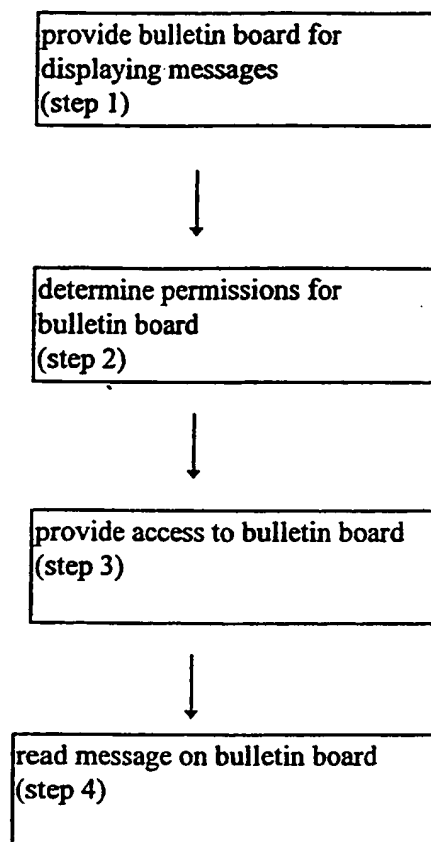 provide bulletin board for
displaying messages
(step 1)
determine permissions for
bulletin board
(step 2)
provide access to bulletin board
(step 3)
read message on bulletin board
(step 4)